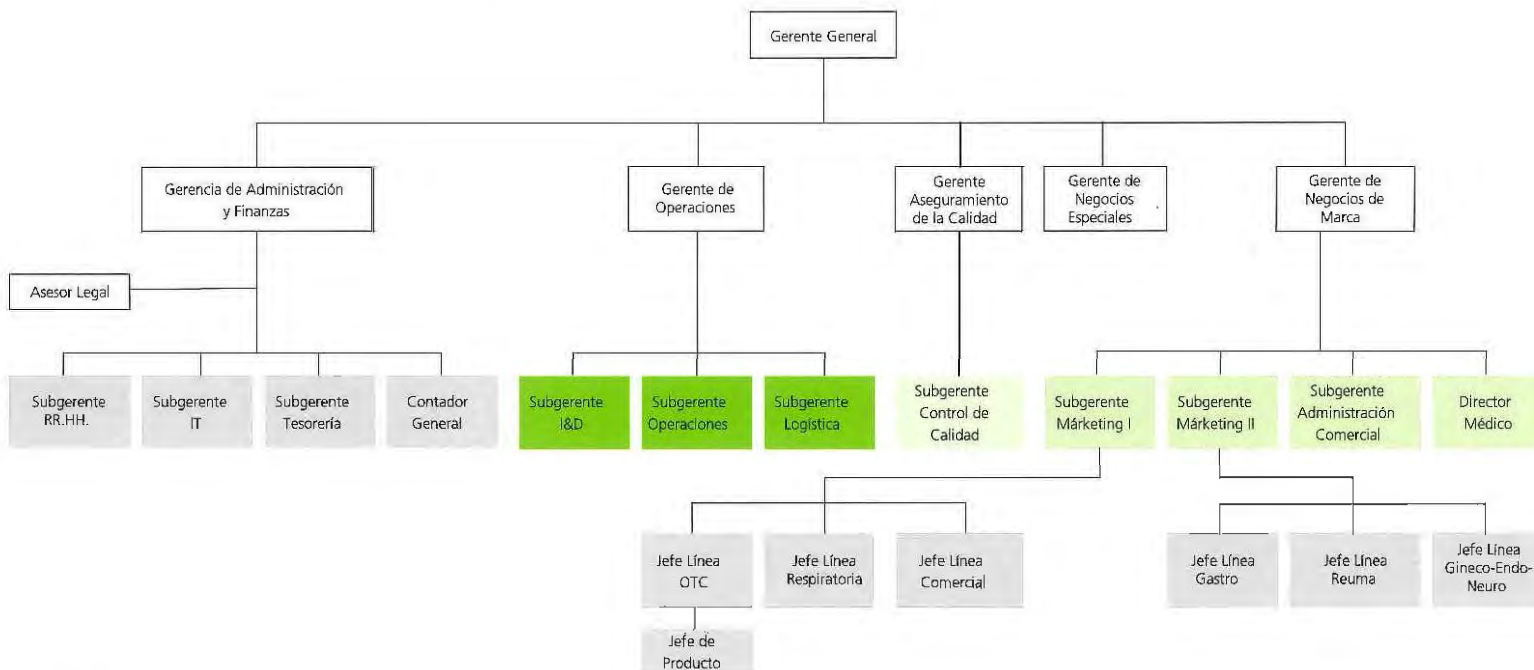 Gerente General
Gerencia de Administración
y Finanzas
Gerente de
Operaciones
Gerente
Aseguramiento
de la Calidad
Gerente de
Negocios
Especiales
Gerente de
Negocios de
Marca
Asesor Legal
Subgerente
RR.HH.
Subgerente
IT
Subgerente
Tesorería
Contador
General
Subgerente
I&D
Subgerente
Operaciones
Subgerente
Logística
Subgerente
Control de
Calidad
Subgerente
Márketing I
Subgerente
Márketing II
Subgerente
Administración
Comercial
Director
Médico
Jefe Línea
OTC
Jefe Línea
Respiratoria
Jefe Línea
Comercial
Jefe Línea
Gastro
Jefe Línea
Reuma
Jefe Línea
Gineco-Endo-
Neuro
Jefe de
Producto